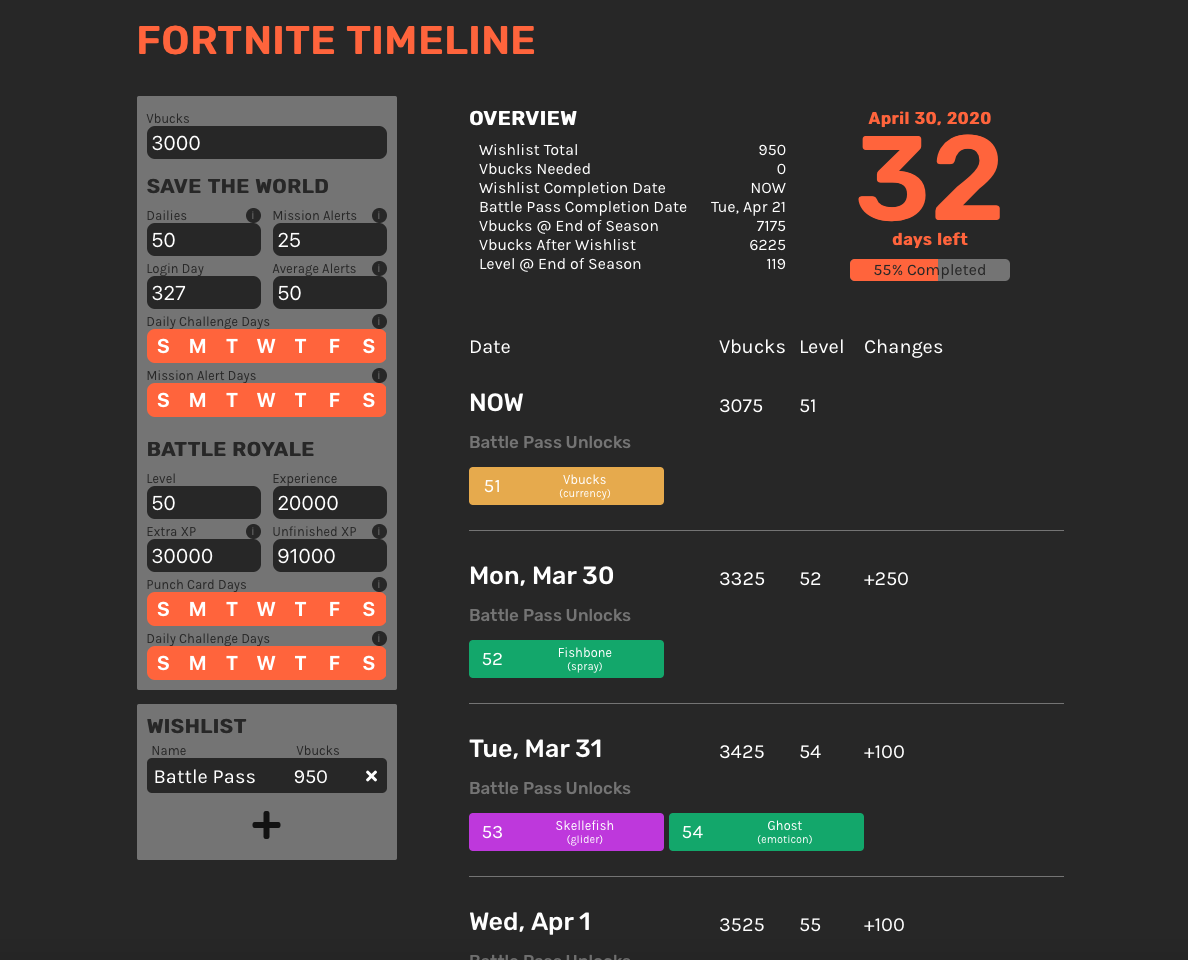 FORTNITE TIMELINE
Vbucks
3000
SAVE THE WORLD
Dailies i Mission Alerts i
50 25
Login Day Average Alerts i
327 50
Daily Challenge Days i
S M T W T F S
Mission Alert Days i
S M T W T F S
BATTLE ROYALE
Level Experience
50 20000
Extra XP i Unfinished XP i
30000 91000
Punch Card Days i
S M T W T F S
Daily Challenge Days i
S M T W T F S
WISHLIST
Name Vbucks
Battle Pass 950 ×
+
OVERVIEW
Wishlist Total 950
Vbucks Needed 0
Wishlist Completion Date NOW
Battle Pass Completion Date Tue, Apr 21
Vbucks @ End of Season 7175
Vbucks After Wishlist 6225
Level @ End of Season 119
April 30, 2020
32
days left
55% Completed
Date Vbucks Level Changes
NOW 3075 51
Battle Pass Unlocks
51 Vbucks
(currency)
Mon, Mar 30 3325 52 +250
Battle Pass Unlocks
52 Fishbone
(spray)
Tue, Mar 31 3425 54 +100
Battle Pass Unlocks
53 Skellefish
(glider)
54 Ghost
(emoticon)
Wed, Apr 1 3525 55 +100
Battle Pass Unlocks